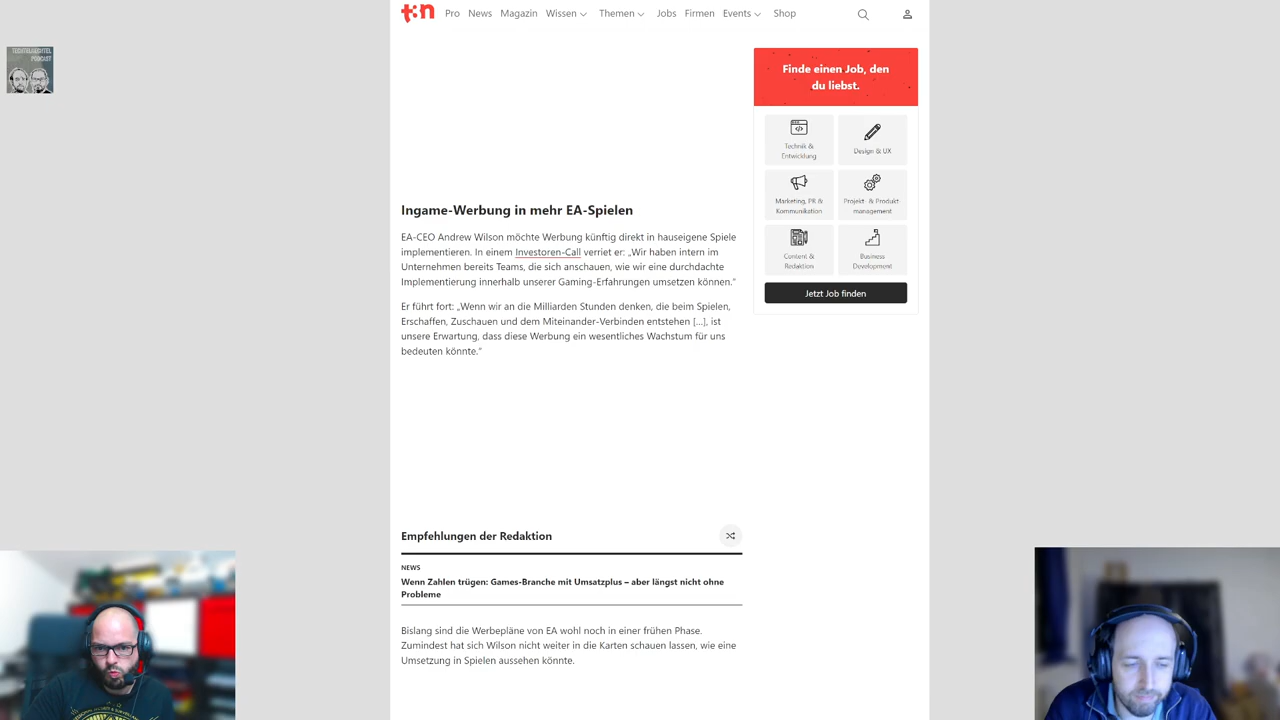 t3n Pro News Magazin Wissen Themen Jobs Firmen Events Shop
TECHTELMECHTEL
PODCAST
Finde einen Job, den
du liebst.
Technik &
Entwicklung
Design & UX
Marketing, PR &
Kommunikation
Projekt- & Produkt
management
Content &
Redaktion
Business
Development
Jetzt Job finden
Ingame-Werbung in mehr EA-Spielen
EA-CEO Andrew Wilson möchte Werbung künftig direkt in hauseigene Spiele
implementieren. In einem Investoren-Call verriet er: „Wir haben intern im
Unternehmen bereits Teams, die sich anschauen, wie wir eine durchdachte
Implementierung innerhalb unserer Gaming-Erfahrungen umsetzen können.“
Er führt fort: „Wenn wir an die Milliarden Stunden denken, die beim Spielen,
Erschaffen, Zuschauen und dem Miteinander-Verbinden entstehen […], ist
unsere Erwartung, dass diese Werbung ein wesentliches Wachstum für uns
bedeuten könnte.“
Empfehlungen der Redaktion
NEWS
Wenn Zahlen trügen: Games-Branche mit Umsatzplus – aber längst nicht ohne
Probleme
Bislang sind die Werbepläne von EA wohl noch in einer frühen Phase.
Zumindest hat sich Wilson nicht weiter in die Karten schauen lassen, wie eine
Umsetzung in Spielen aussehen könnte.